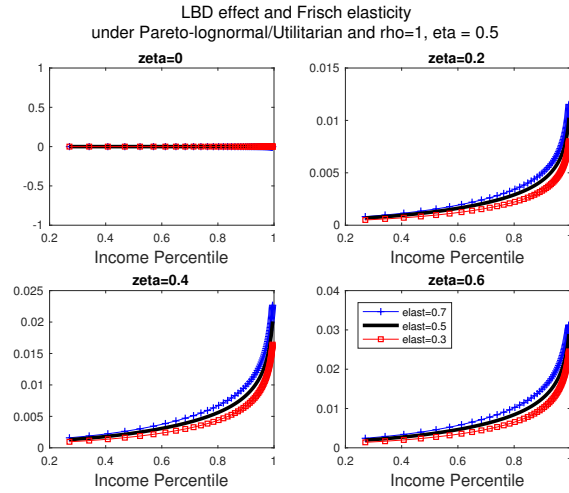 LBD effect and Frisch elasticity
under Pareto-lognormal/Utilitarian and rho=1, eta = 0.5
zeta=0
1
0.5
0
-0.5
-1
0.2 0.4 0.6 0.8 1
Income Percentile
zeta=0.2
0.015
0.01
0.005
0
0.2 0.4 0.6 0.8 1
Income Percentile
zeta=0.4
0.025
0.02
0.015
0.01
0.005
0
0.2 0.4 0.6 0.8 1
Income Percentile
zeta=0.6
0.04
0.03
0.02
0.01
0
elast=0.7
elast=0.5
elast=0.3
0.2 0.4 0.6 0.8 1
Income Percentile